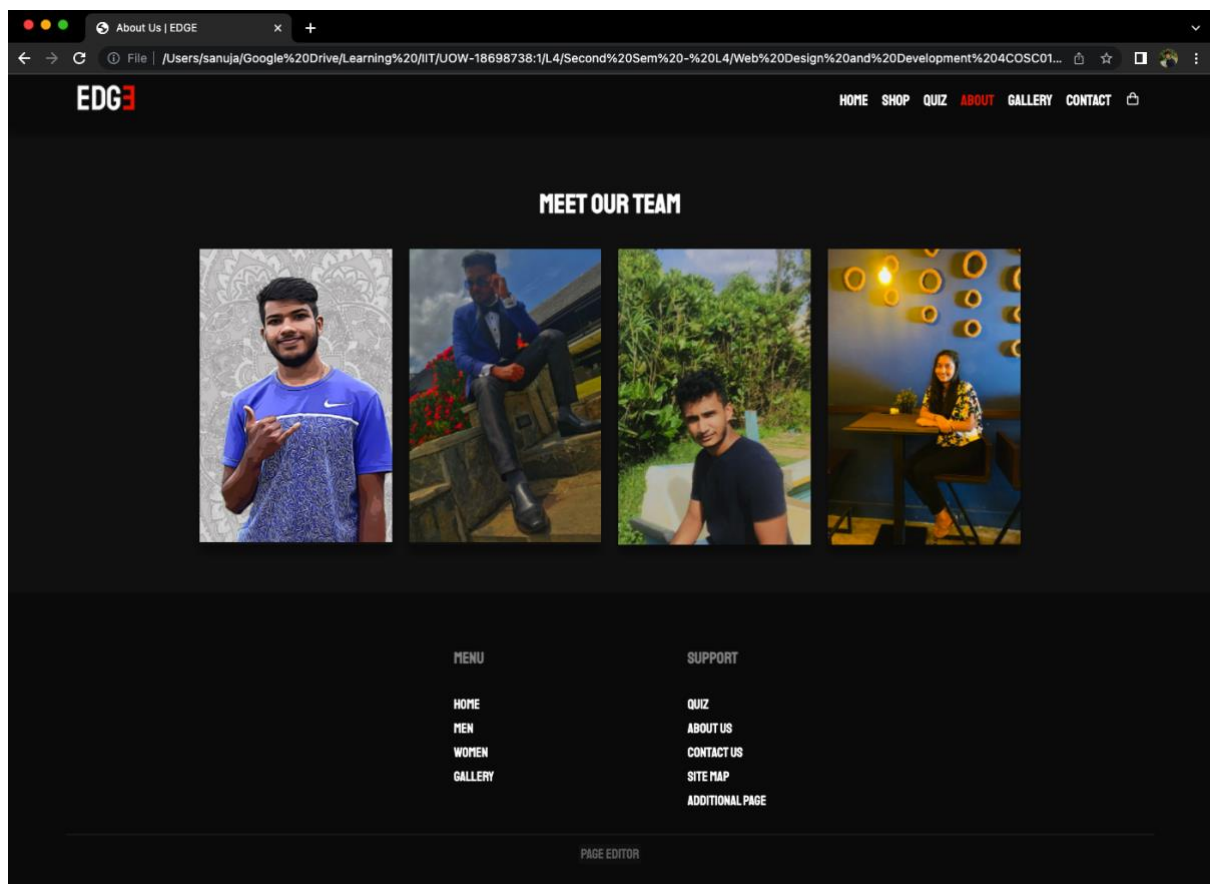 About Us | EDGE
File | /Users/sanuja/Google%20Drive/Learning%20/IIT/UOW-18698738:1/L4/Second%20Sem%20-%20L4/Web%20Design%20and%20Development%204COSC01...
EDGE
HOME SHOP QUIZ ABOUT GALLERY CONTACT
MEET OUR TEAM
MENU
HOME
MEN
WOMEN
GALLERY
SUPPORT
QUIZ
ABOUT US
CONTACT US
SITE MAP
ADDITIONAL PAGE
PAGE EDITOR